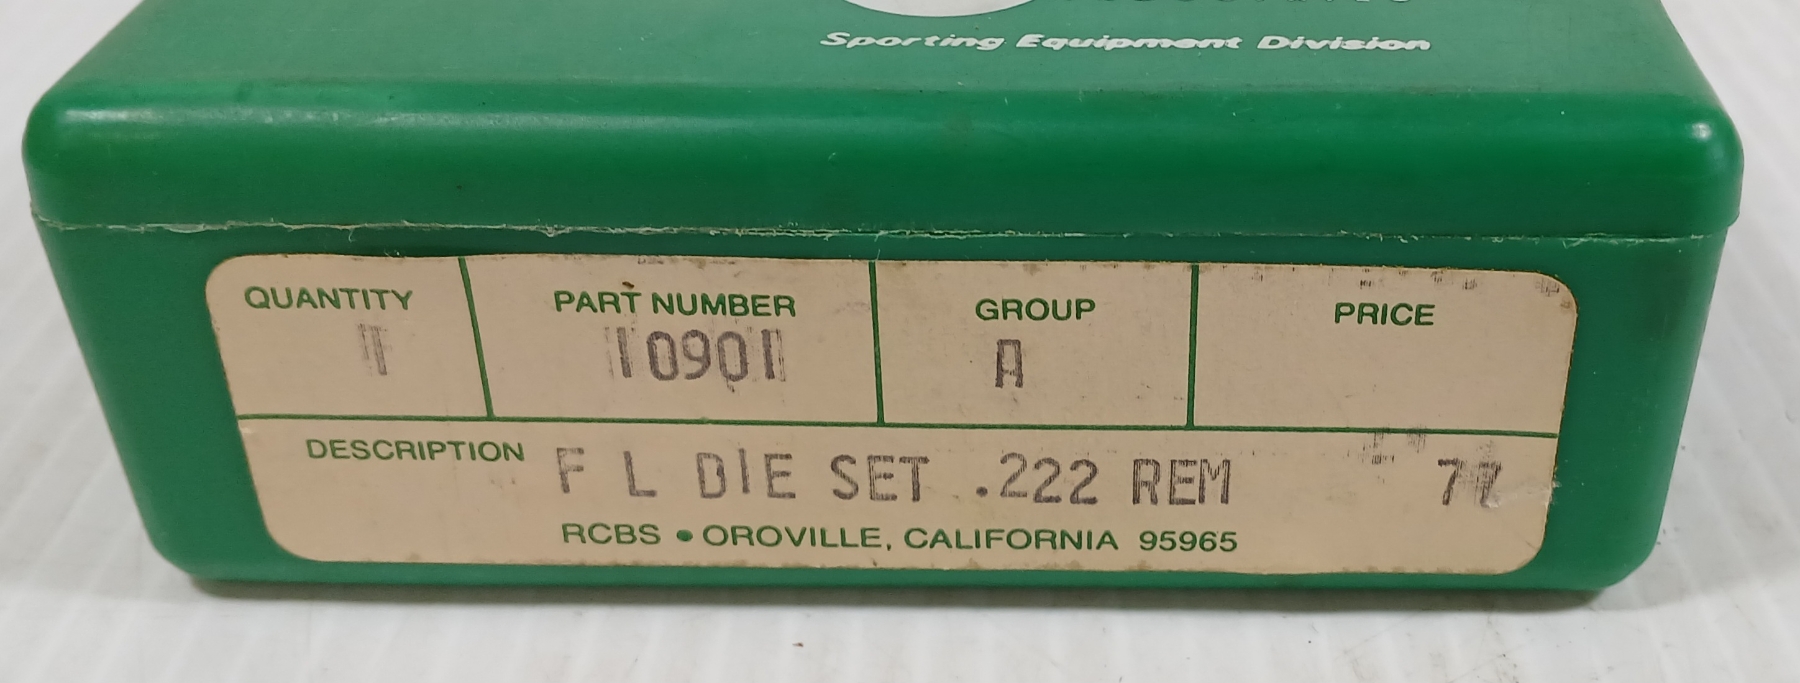 Sporting Equipment Division
QUANTITY PART NUMBER GROUP PRICE
1 10901 A
DESCRIPTION F L DIE SET .222 REM
RCBS • OROVILLE, CALIFORNIA 95965